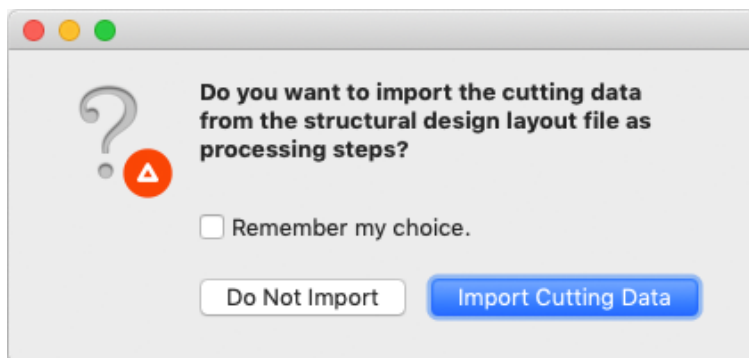 Do you want to import the cutting data
from the structural design layout file as
processing steps?
Remember my choice.
Do Not Import
Import Cutting Data